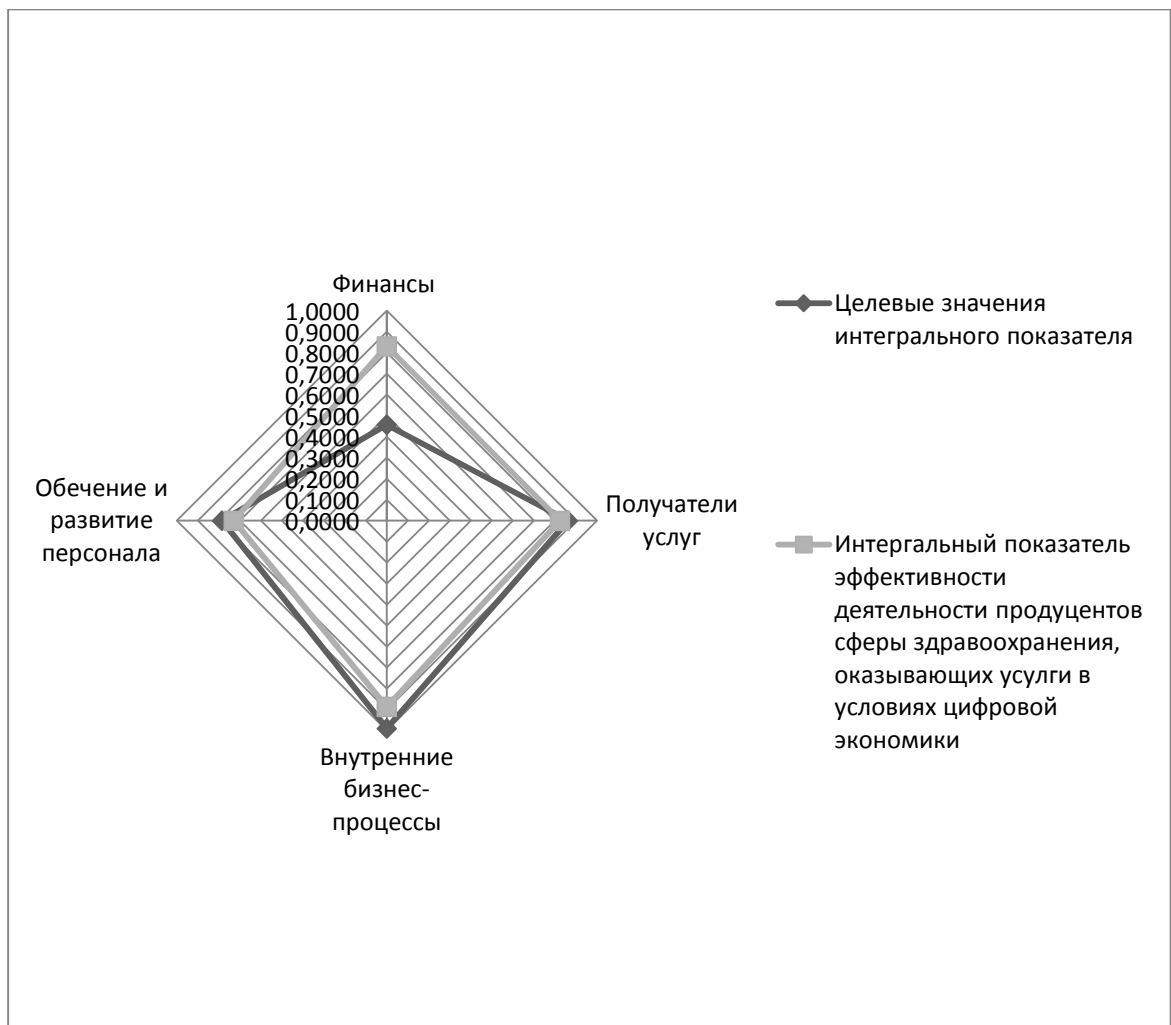 Финансы
1,0000
0,9000
0,8000
0,7000
0,6000
0,5000
0,4000
0,3000
0,2000
0,1000
0,0000
Получатели
услуг
Внутренние
бизнес-
процессы
Обечение и
развитие
персонала
Целевые значения
интегрального показателя
Интергальный показатель
эффективности
деятельности продуцентов
сферы здравоохранения,
оказывающих усулги в
условиях цифровой
экономики